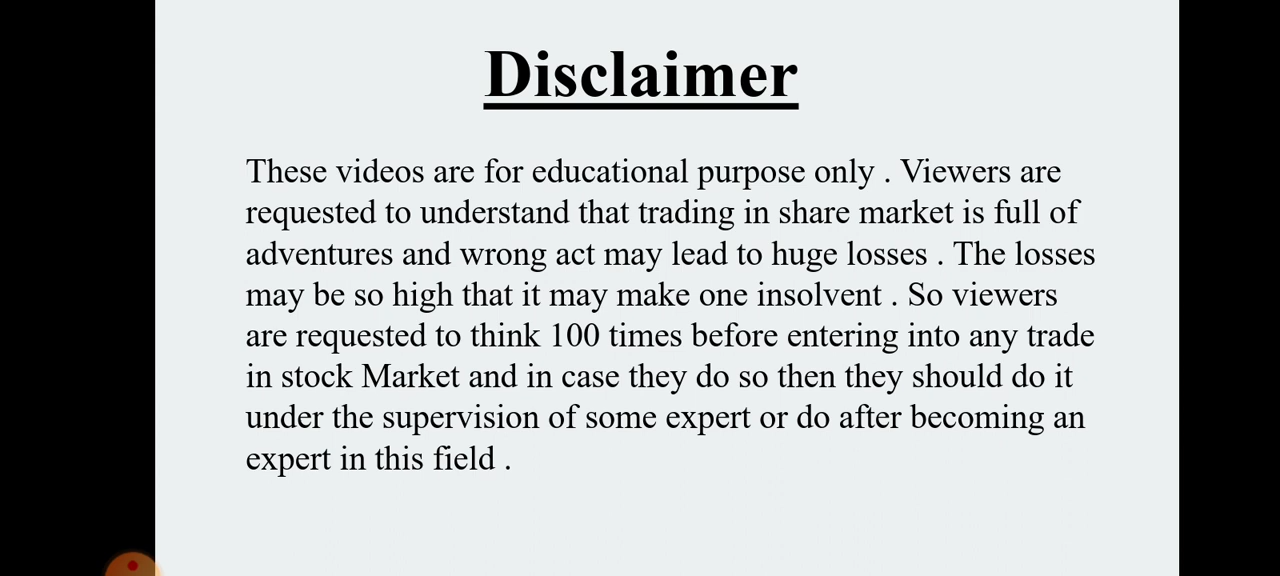 Disclaimer
These videos are for educational purpose only . Viewers are
requested to understand that trading in share market is full of
adventures and wrong act may lead to huge losses . The losses
may be so high that it may make one insolvent . So viewers
are requested to think 100 times before entering into any trade
in stock Market and in case they do so then they should do it
under the supervision of some expert or do after becoming an
expert in this field .